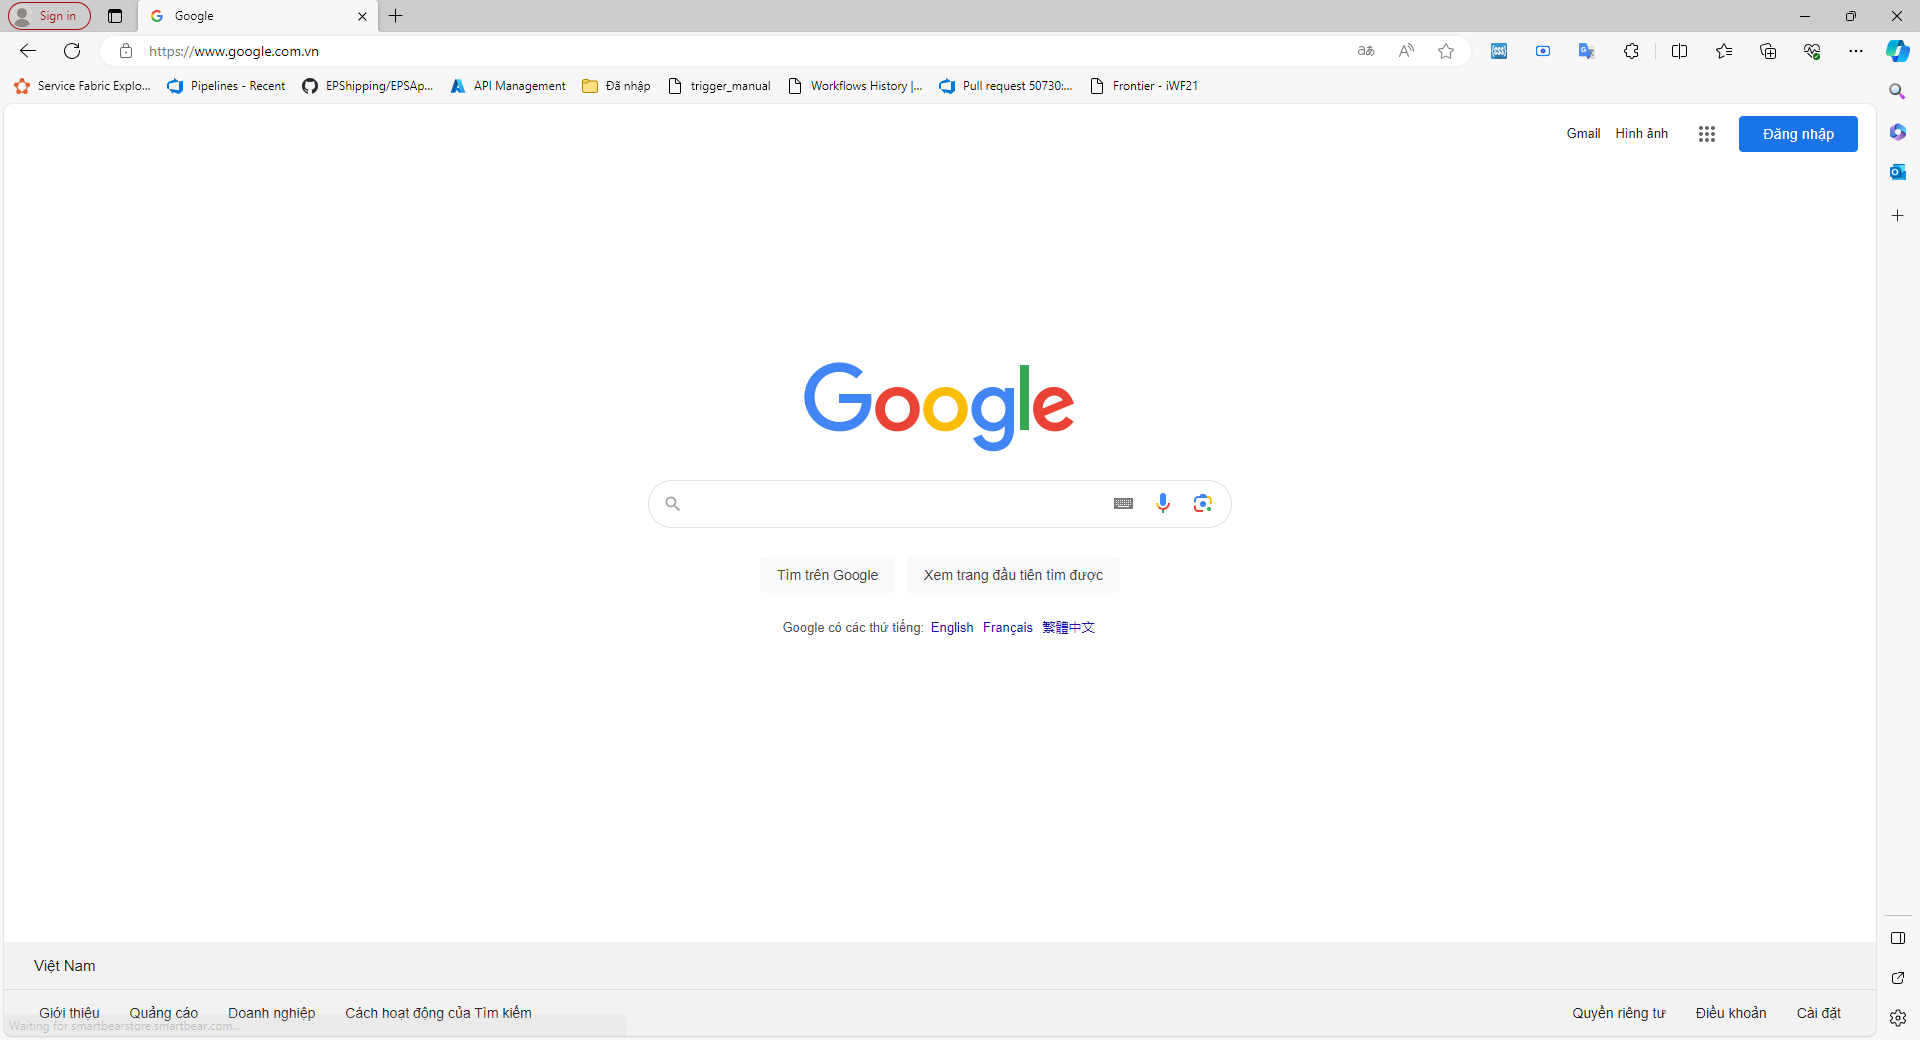 Sign in
Google
https://www.google.com.vn
Service Fabric Explo...
Pipelines - Recent
EPShipping/EPSAp...
API Management
Đã nhập
trigger_manual
Workflows History |...
Pull request 50730:...
Frontier - iWF21
Gmail
Hình ảnh
Đăng nhập
Google
Tìm trên Google
Xem trang đầu tiên tìm được
Google có các thứ tiếng: English Français 繁體中文
Việt Nam
Giới thiệu
Quảng cáo
Doanh nghiệp
Cách hoạt động của Tìm kiếm
Quyền riêng tư
Điều khoản
Cài đặt
Waiting for smartbearstore.smartbear.com...